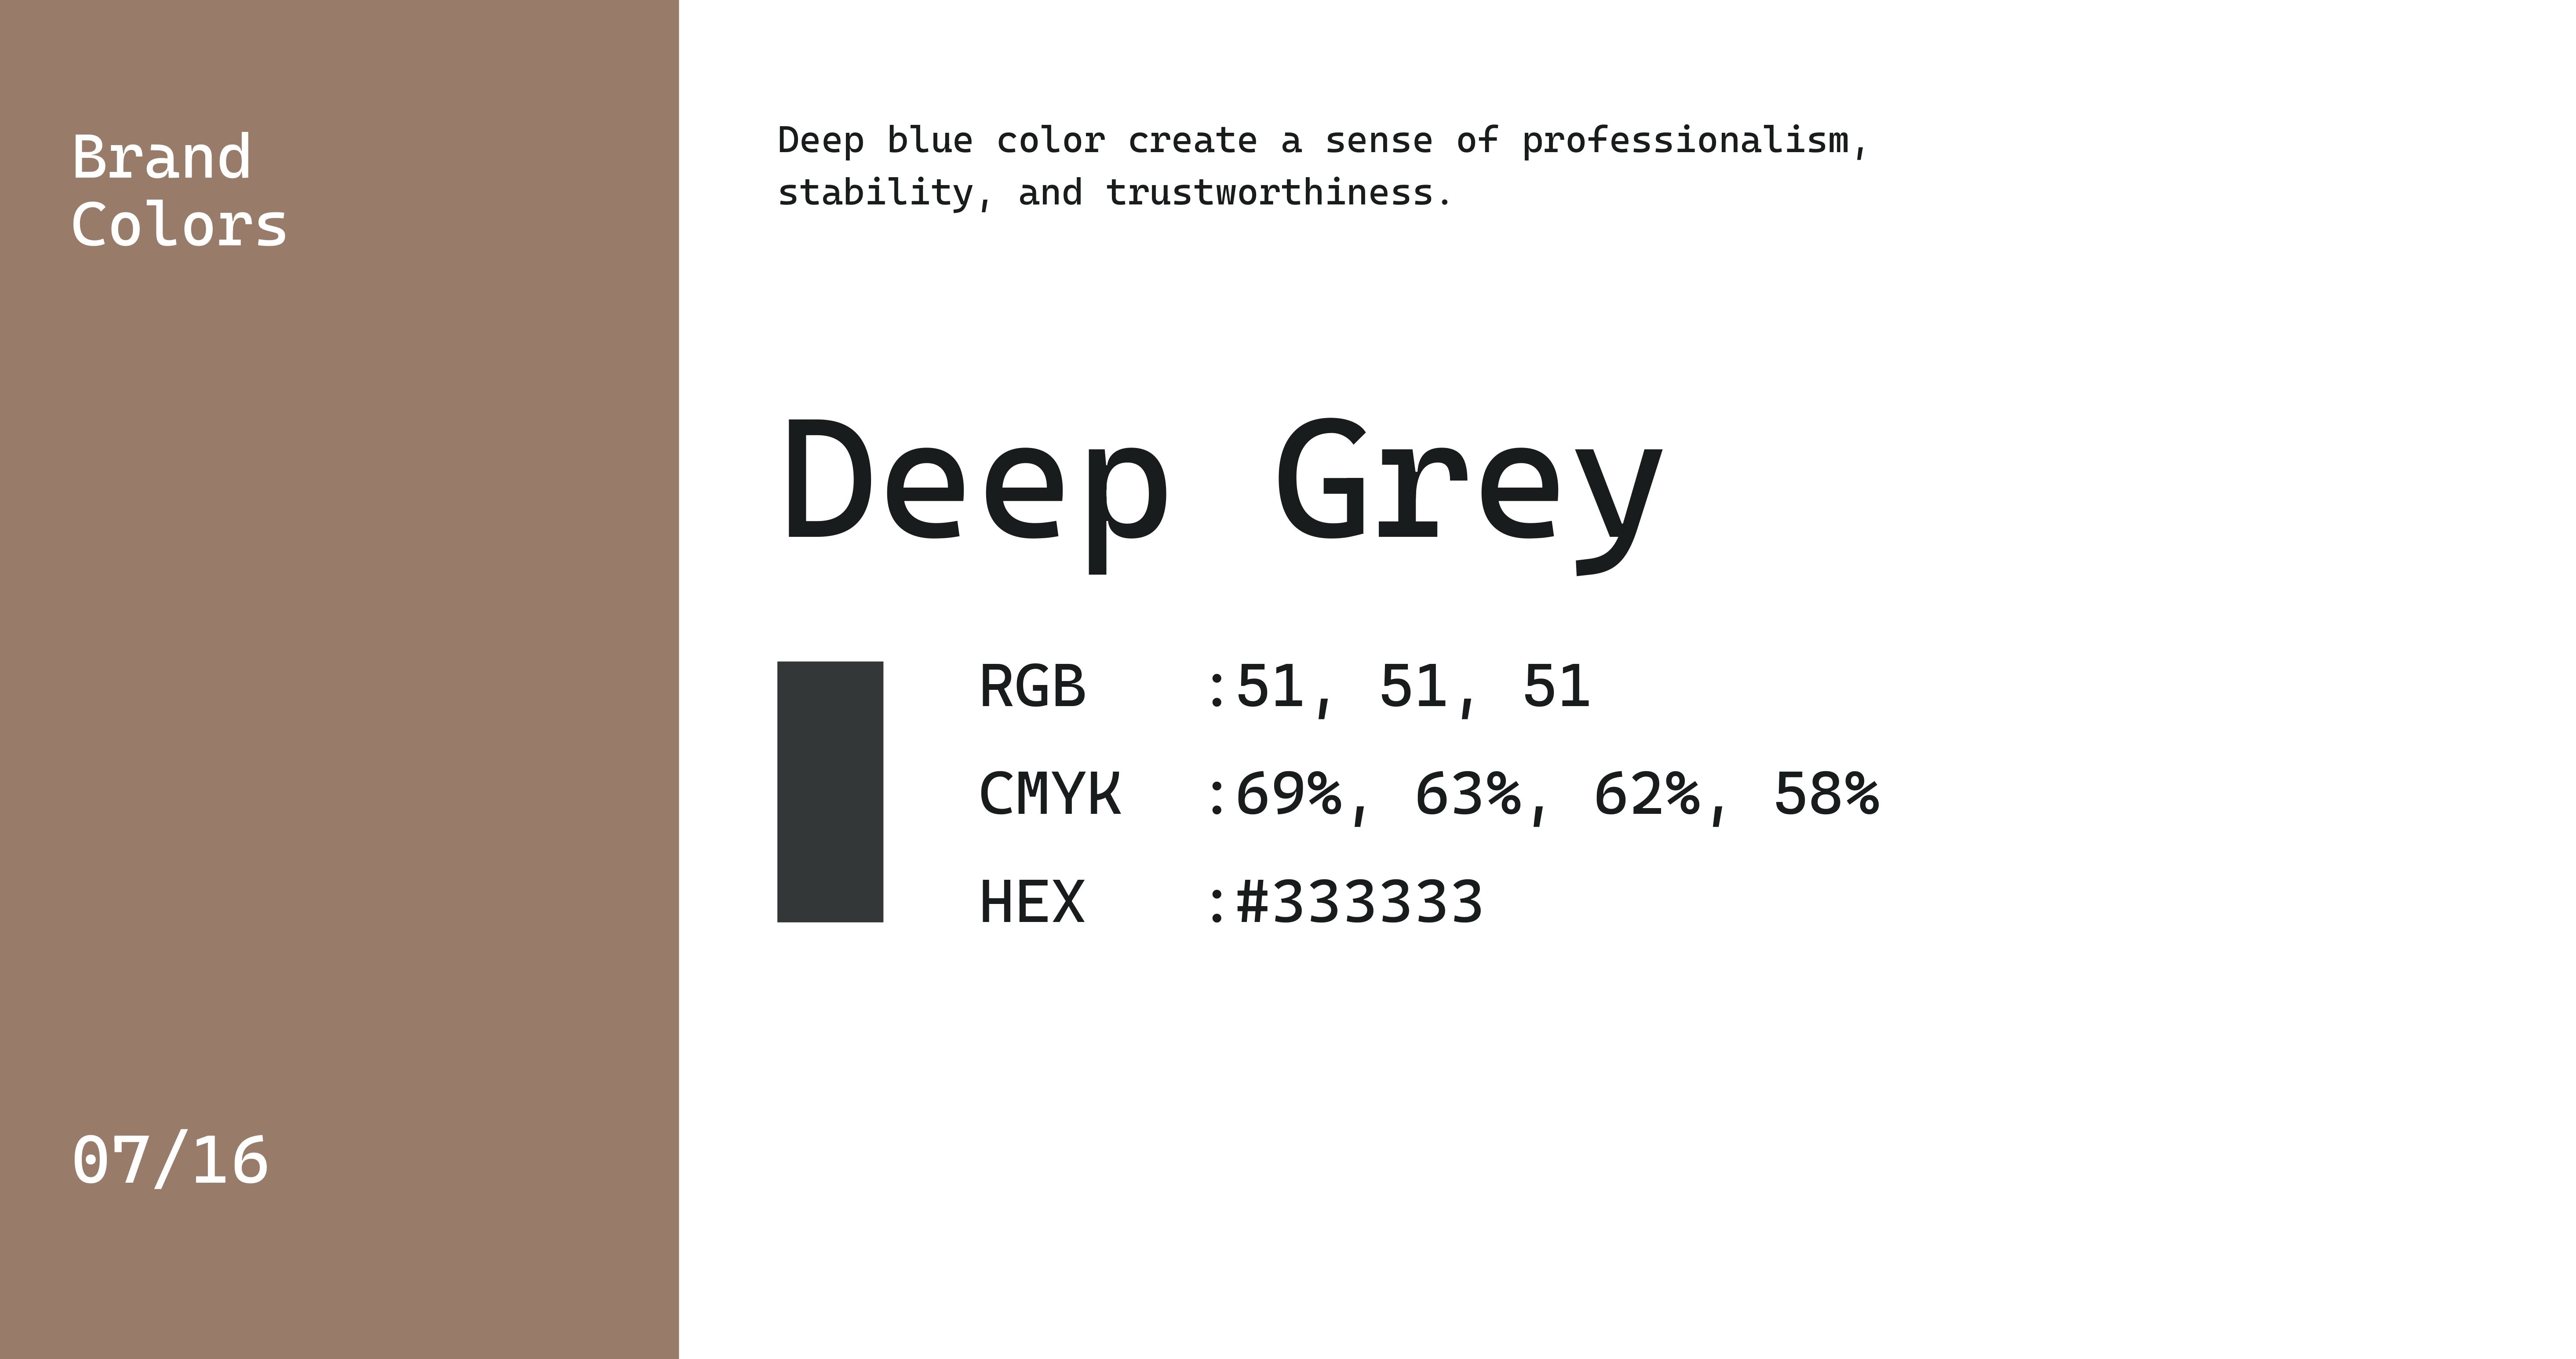 Brand
Colors
Deep blue color create a sense of professionalism,
stability, and trustworthiness.
Deep Grey
RGB :51, 51, 51
CMYK :69%, 63%, 62%, 58%
HEX :#333333
07/16